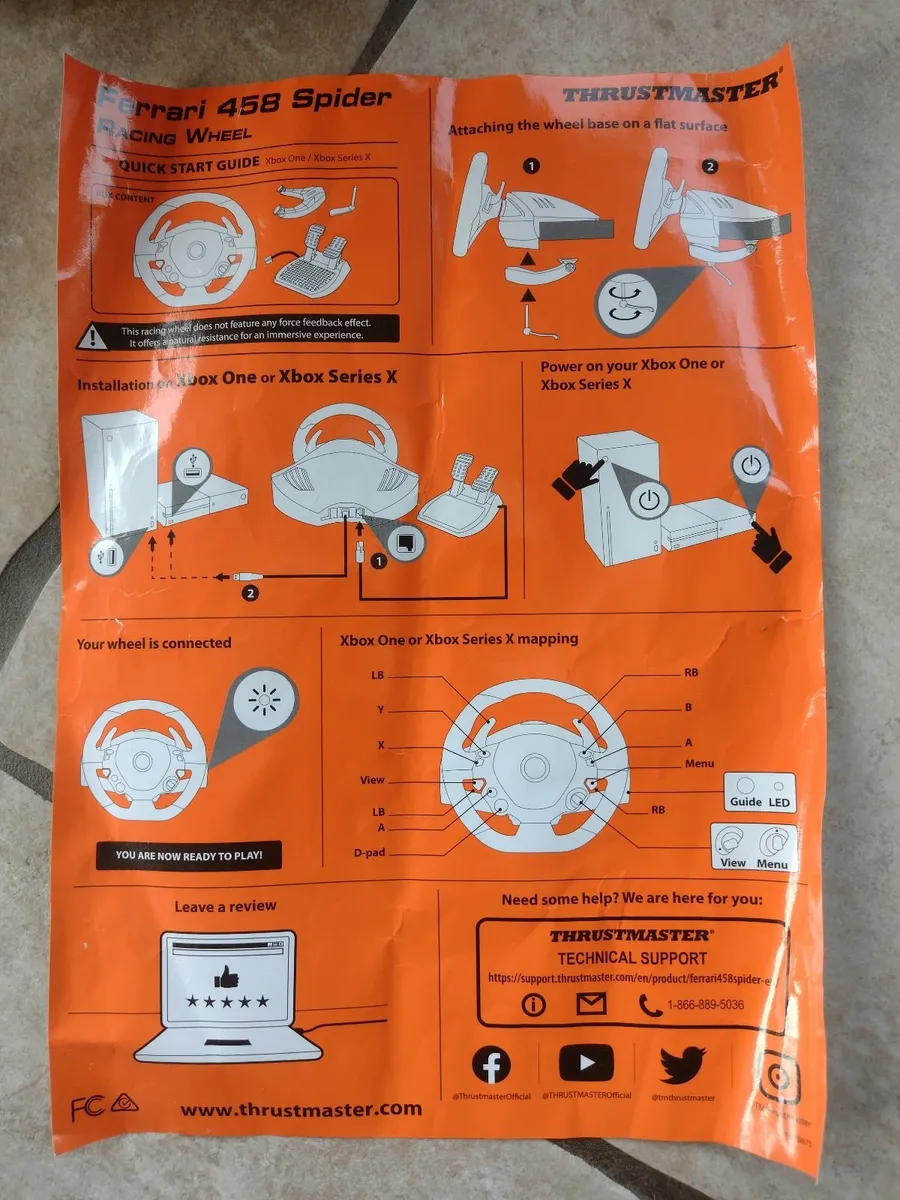 Ferrari 458 Spider
RACING WHEEL
QUICK START GUIDE Xbox One / Xbox Series X
BOX CONTENT
This racing wheel does not feature any force feedback effect.
It offers a natural resistance for an immersive experience.
THRUSTMASTER®
Attaching the wheel base on a flat surface
1
2
Installation on Xbox One or Xbox Series X
1
2
Power on your Xbox One or
Xbox Series X
Your wheel is connected
YOU ARE NOW READY TO PLAY!
Xbox One or Xbox Series X mapping
LB
Y
X
View
LB
A
D-pad
RB
B
A
Menu
RB
Guide LED
View Menu
Leave a review
Need some help? We are here for you:
THRUSTMASTER®
TECHNICAL SUPPORT
https://support.thrustmaster.com/en/product/ferrari458spider-e
1-866-889-5036
@ThrustmasterOfficial
@THRUSTMASTEROfficial
@tmthrustmaster
FC
www.thrustmaster.com